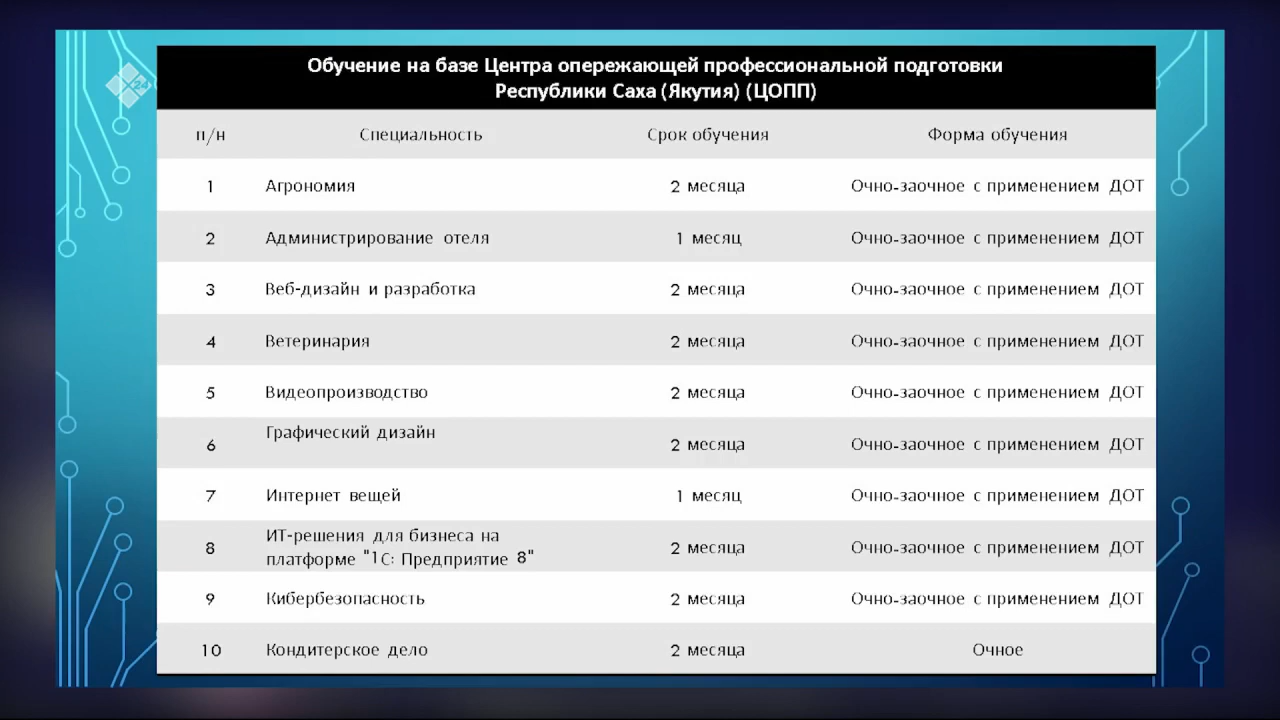 Обучение на базе Центра опережающей профессиональной подготовки
Республики Саха (Якутия) (ЦОПП)
п/н Специальность Срок обучения Форма обучения
1 Агрономия 2 месяца Очно-заочное с применением ДОТ
2 Администрирование отеля 1 месяц Очно-заочное с применением ДОТ
3 Веб-дизайн и разработка 2 месяца Очно-заочное с применением ДОТ
4 Ветеринария 2 месяца Очно-заочное с применением ДОТ
5 Видеопроизводство 2 месяца Очно-заочное с применением ДОТ
6 Графический дизайн 2 месяца Очно-заочное с применением ДОТ
7 Интернет вещей 1 месяц Очно-заочное с применением ДОТ
8 ИТ-решения для бизнеса на
платформе "1С: Предприятие 8" 2 месяца Очно-заочное с применением ДОТ
9 Кибербезопасность 2 месяца Очно-заочное с применением ДОТ
10 Кондитерское дело 2 месяца Очное